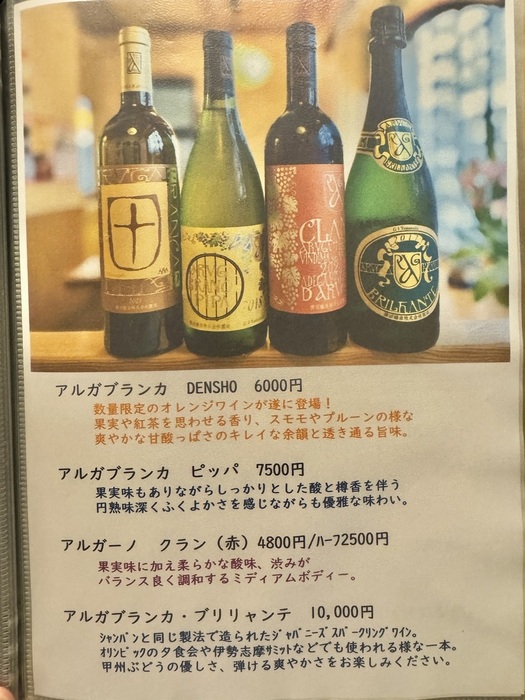 BRANCA
CLA
D'ARU
2017
BRILHANTE
アルガブランカ DENSHO 6000円
数量限定のオレンジワインが遂に登場！
果実や紅茶を思わせる香り、スモモやプルーンの様な
爽やかな甘酸っぱさのキレイな余韻と透き通る旨味。
アルガブランカ ピッパ 7500円
果実味もありながらしっかりとした酸と樽香を伴う
円熟味深くふくよかさを感じながらも優雅な味わい。
アルガーノ クラン（赤）4800円/ﾊｰﾌ2500円
果実味に加え柔らかな酸味、渋みが
バランス良く調和するミディアムボディー。
アルガブランカ・ブリリャンテ 10,000円
ｼｬﾝﾊﾟﾝと同じ製法で造られたｼﾞｬﾊﾟﾆｰｽﾞｽﾊﾟｰｸﾘﾝｸﾞﾜｲﾝ。
ｵﾘﾝﾋﾟｯｸの夕食会や伊勢志摩ｻﾐｯﾄなどでも使われる様な一本。
甲州ぶどうの優しさ、弾ける爽やかさをお楽しみください。